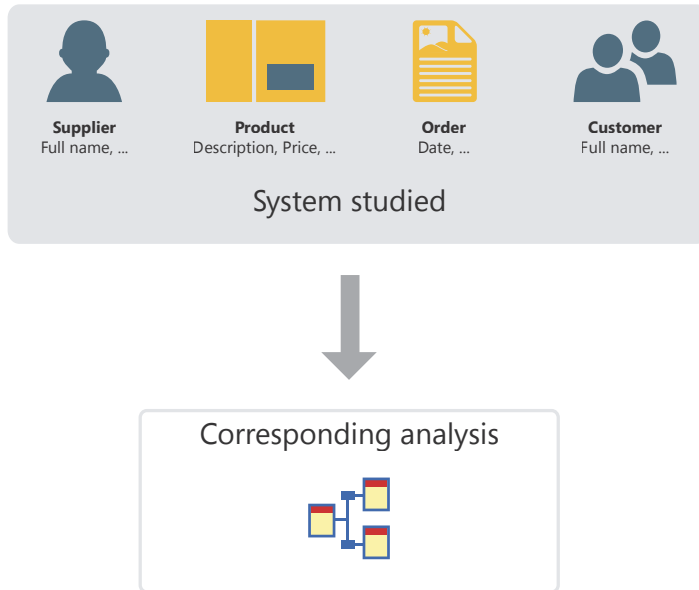 Supplier
Full name, ...
Product
Description, Price, ...
Order
Date, ...
Customer
Full name, ...
System studied
Corresponding analysis